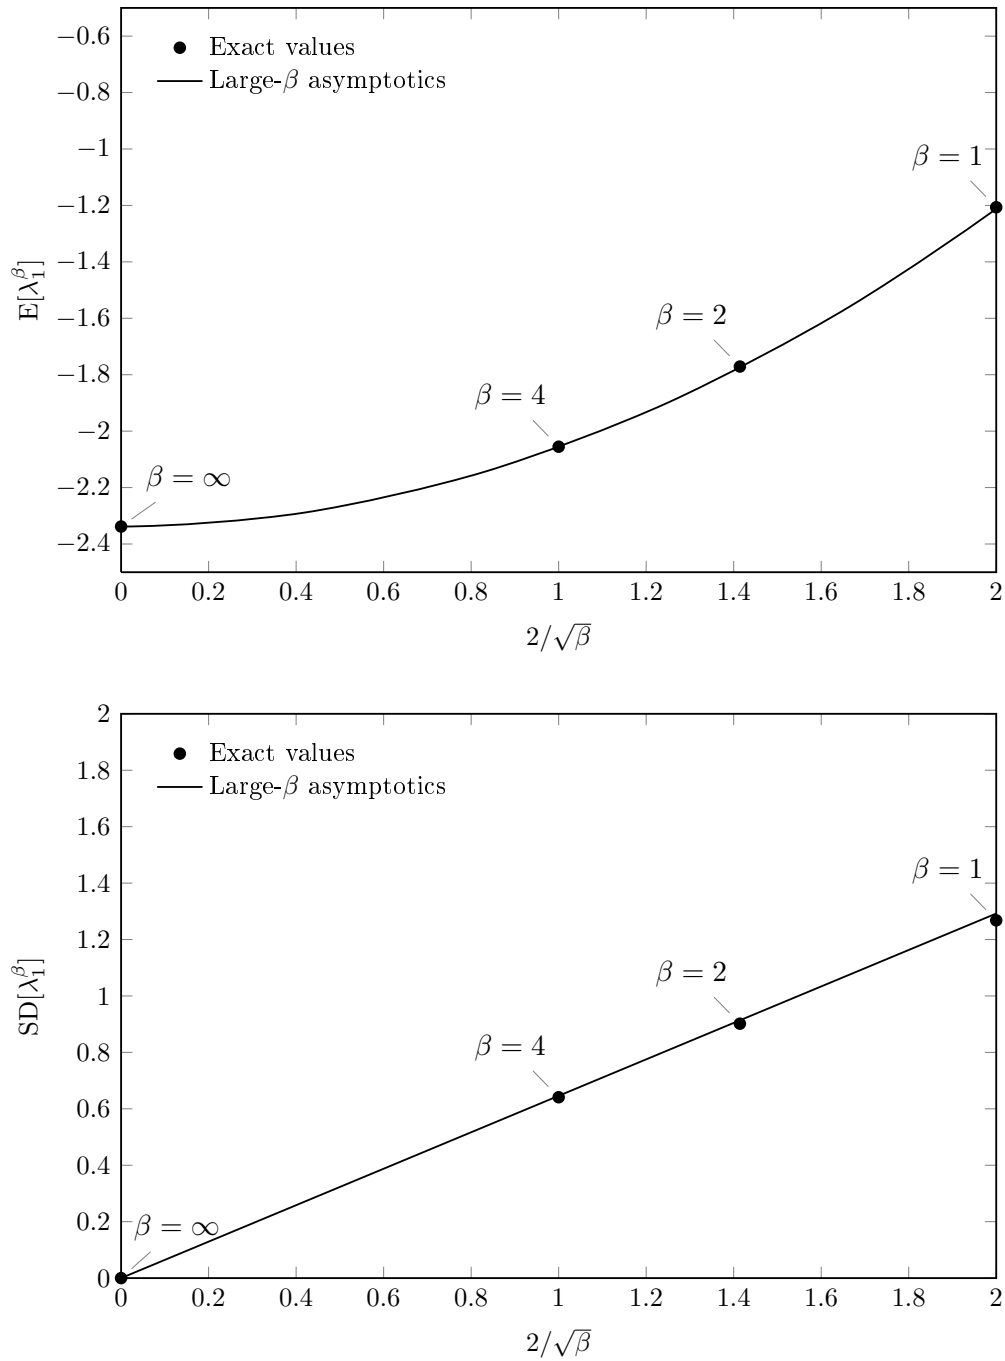 −0.6
−0.8
−1
−1.2
−1.4
−1.6
−1.8
−2
−2.2
−2.4
Exact values
Large-β asymptotics
β = 1
β = 2
β = 4
β = ∞
E[λ₁^β]
0 0.2 0.4 0.6 0.8 1 1.2 1.4 1.6 1.8 2
2/√β
2
1.8
1.6
1.4
1.2
1
0.8
0.6
0.4
0.2
0
Exact values
Large-β asymptotics
β = 1
β = 2
β = 4
β = ∞
SD[λ₁^β]
0 0.2 0.4 0.6 0.8 1 1.2 1.4 1.6 1.8 2
2/√β